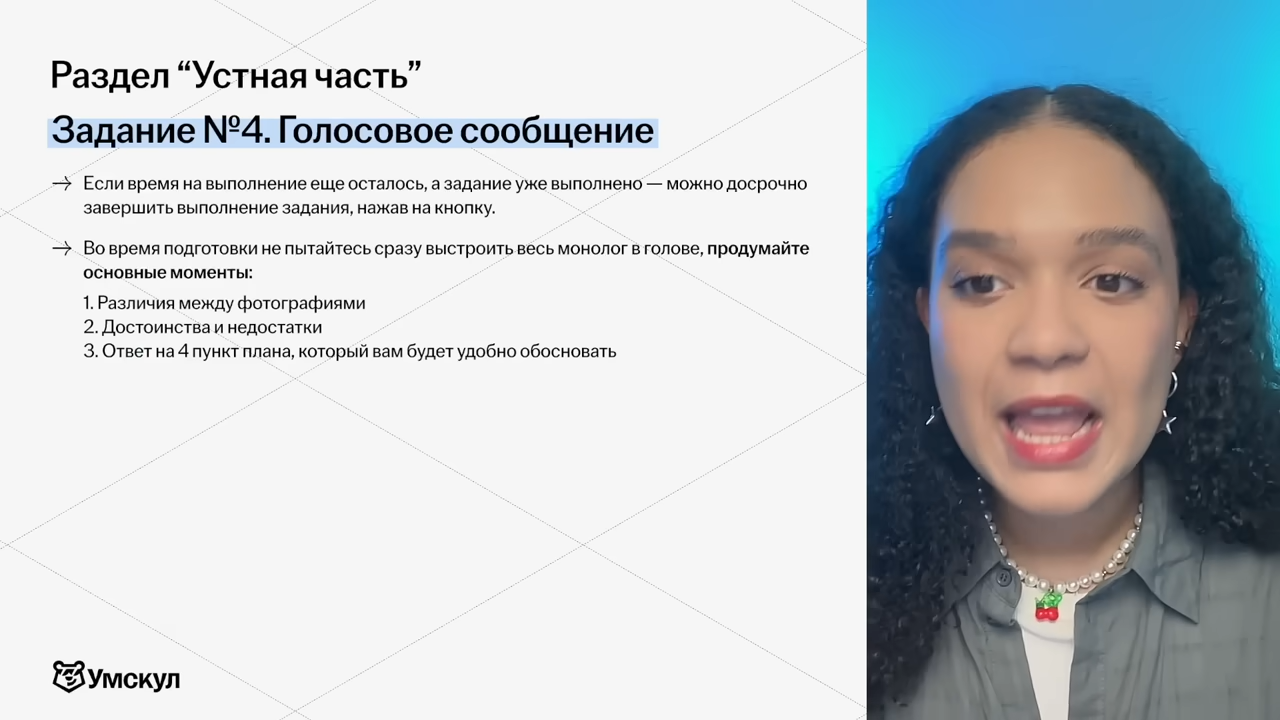 Раздел “Устная часть”
Задание №4. Голосовое сообщение
→ Если время на выполнение еще осталось, а задание уже выполнено — можно досрочно
завершить выполнение задания, нажав на кнопку.
→ Во время подготовки не пытайтесь сразу выстроить весь монолог в голове, продумайте
основные моменты:
1. Различия между фотографиями
2. Достоинства и недостатки
3. Ответ на 4 пункт плана, который вам будет удобно обосновать
Умскул